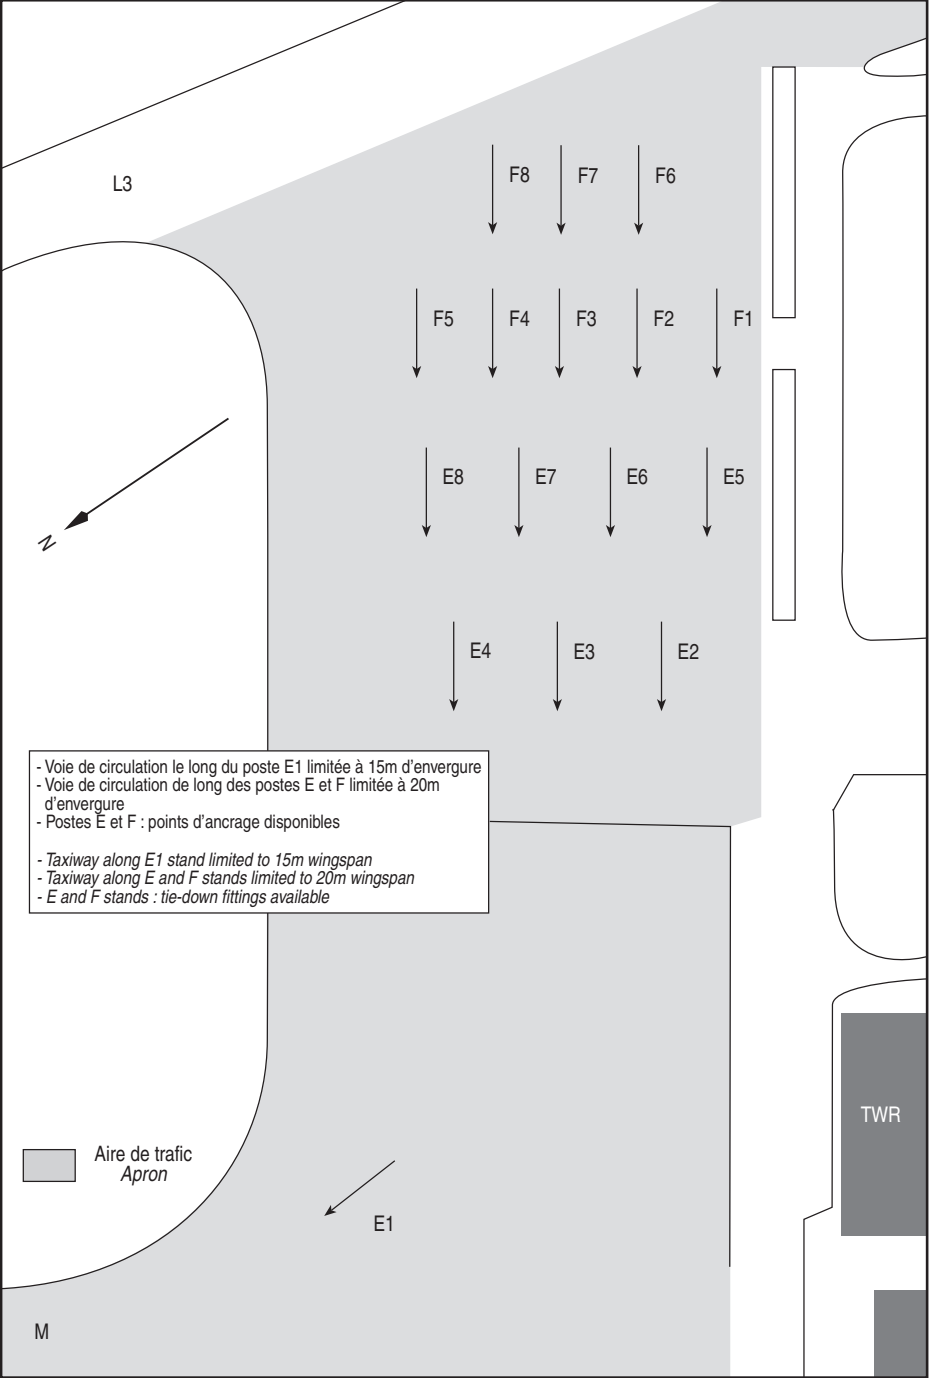 L3
F8
F7
F6
F5
F4
F3
F2
F1
E8
E7
E6
E5
N
E4
E3
E2
- Voie de circulation le long du poste E1 limitée à 15m d'envergure
- Voie de circulation de long des postes E et F limitée à 20m
d'envergure
- Postes E et F : points d'ancrage disponibles
- Taxiway along E1 stand limited to 15m wingspan
- Taxiway along E and F stands limited to 20m wingspan
- E and F stands : tie-down fittings available
TWR
Aire de trafic
Apron
E1
M